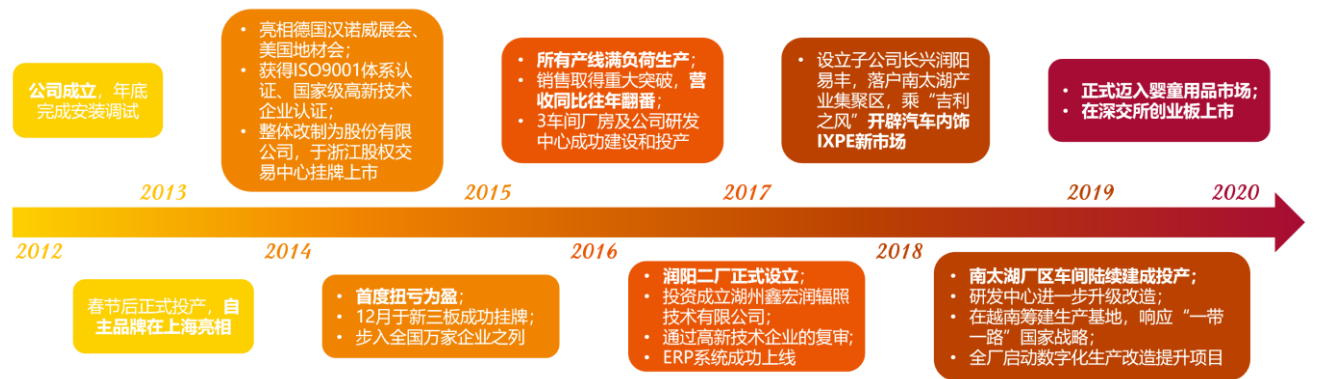 公司成立，年底
完成安装调试
• 亮相德国汉诺威展会、
美国地材会；
• 获得ISO9001体系认
证、国家级高新技术
企业认证；
• 整体改制为股份有限
公司，于浙江股权交
易中心挂牌上市
• 所有产线满负荷生产；
• 销售取得重大突破，营
收同比往年翻番；
• 3车间厂房及公司研发
中心成功建设和投产
• 设立子公司长兴润阳
易丰，落户南太湖产
业集聚区，乘“吉利
之风”开辟汽车内饰
IXPE新市场
• 正式迈入婴童用品市场；
• 在深交所创业板上市
2013
2015
2017
2019
2020
2012
2014
2016
2018
春节后正式投产，自
主品牌在上海亮相
• 首度扭亏为盈；
• 12月于新三板成功挂牌；
• 步入全国万家企业之列
• 润阳二厂正式设立；
• 投资成立湖州鑫宏润辐照
技术有限公司；
• 通过高新技术企业的复审；
• ERP系统成功上线
• 南太湖厂区车间陆续建成投产；
• 研发中心进一步升级改造；
• 在越南筹建生产基地，响应“一带
一路”国家战略；
• 全厂启动数字化生产改造提升项目